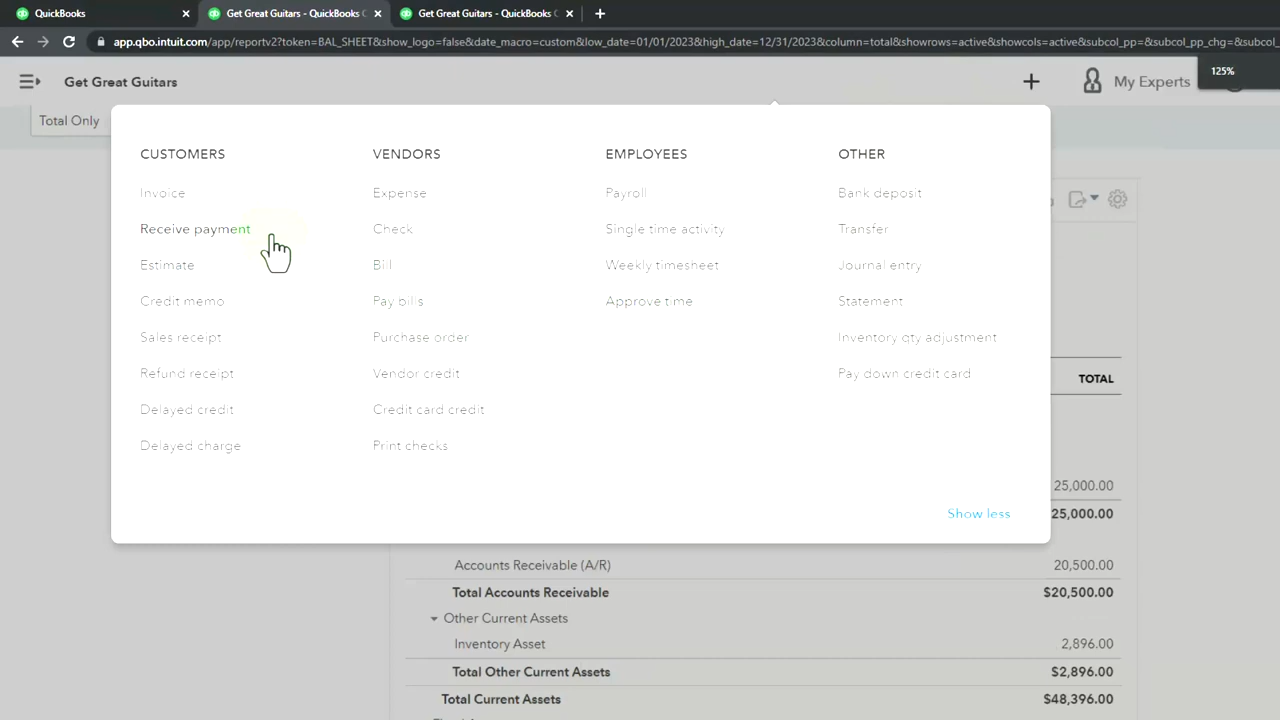 QuickBooks
Get Great Guitars - QuickBooks
Get Great Guitars - QuickBooks
app.qbo.intuit.com/app/reportv2?token=BAL_SHEET&show_logo=false&date_macro=custom&low_date=01/01/2023&high_date=12/31/2023&column=total&showrows=active&showcols=active&subcol_pp=&subcol_pp_chg=&subcol_
Get Great Guitars
My Experts
125%
Total Only
CUSTOMERS VENDORS EMPLOYEES OTHER
Invoice Expense Payroll Bank deposit
Receive payment Check Single time activity Transfer
Estimate Bill Weekly timesheet Journal entry
Credit memo Pay bills Approve time Statement
Sales receipt Purchase order Inventory qty adjustment
Refund receipt Vendor credit Pay down credit card
Delayed credit Credit card credit
Delayed charge Print checks
Show less
TOTAL
25,000.00
25,000.00
Accounts Receivable (A/R) 20,500.00
Total Accounts Receivable $20,500.00
Other Current Assets
Inventory Asset 2,896.00
Total Other Current Assets $2,896.00
Total Current Assets $48,396.00